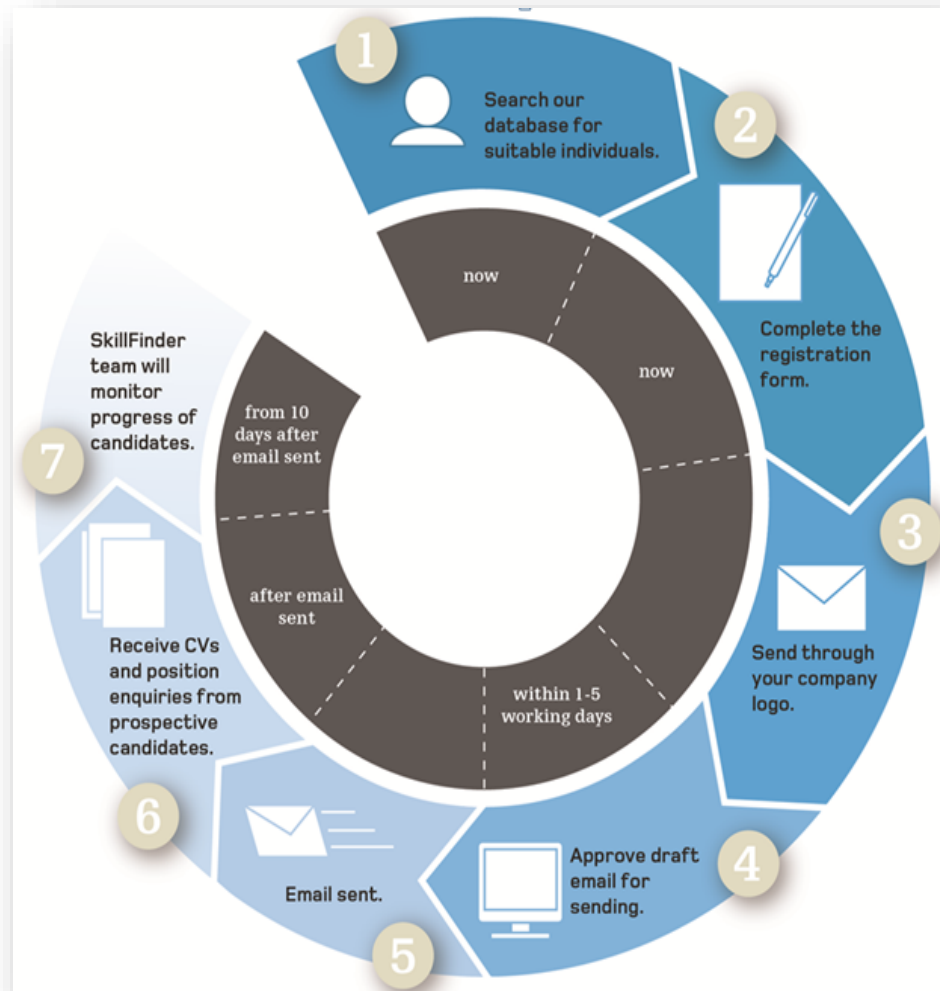 1
Search our
database for
suitable individuals.
now
2
Complete the
registration
form.
now
3
Send through
your company
logo.
4
Approve draft
email for
sending.
within 1-5
working days
5
Email sent.
6
Receive CVs
and position
enquiries from
prospective
candidates.
after email
sent
7
SkillFinder
team will
monitor
progress of
candidates.
from 10
days after
email sent